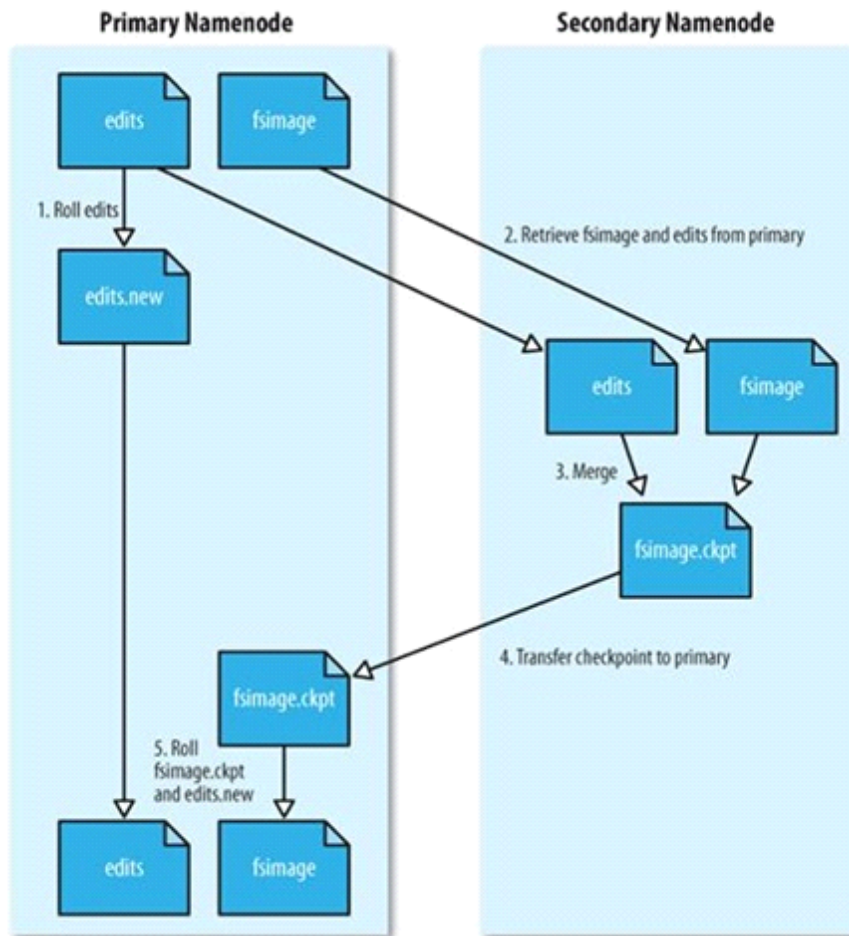 Primary Namenode
Secondary Namenode
edits
fsimage
1. Roll edits
2. Retrieve fsimage and edits from primary
edits.new
edits
fsimage
3. Merge
fsimage.ckpt
4. Transfer checkpoint to primary
fsimage.ckpt
5. Roll
fsimage.ckpt
and edits.new
edits
fsimage